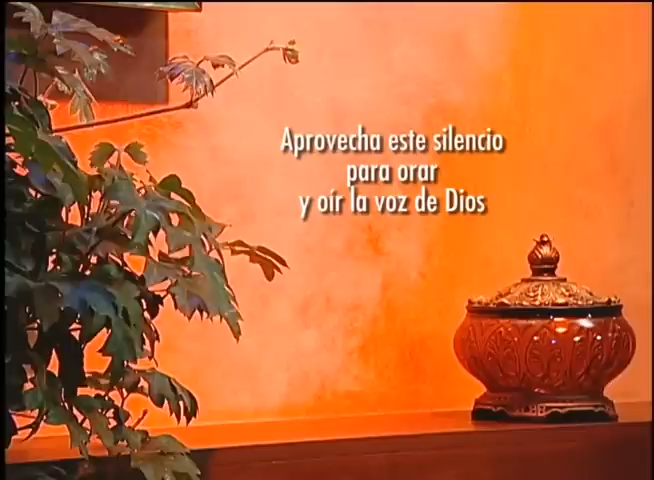 Aprovecha este silencio
para orar
y oír la voz de Dios